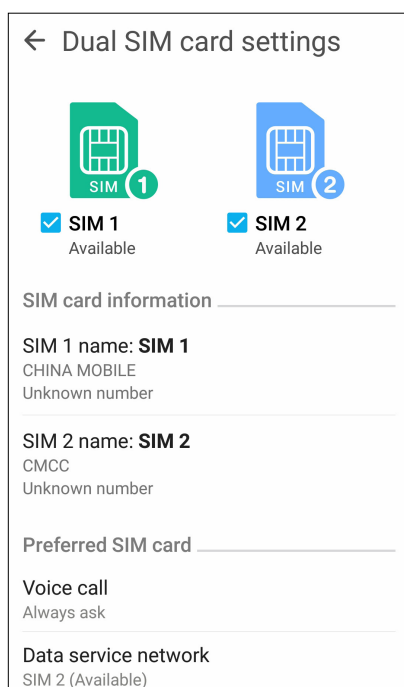 Dual SIM card settings
SIM 1
SIM 2
SIM 1
SIM 2
Available
Available
SIM card information
SIM 1 name: SIM 1
CHINA MOBILE
Unknown number
SIM 2 name: SIM 2
CMCC
Unknown number
Preferred SIM card
Voice call
Always ask
Data service network
SIM 2 (Available)